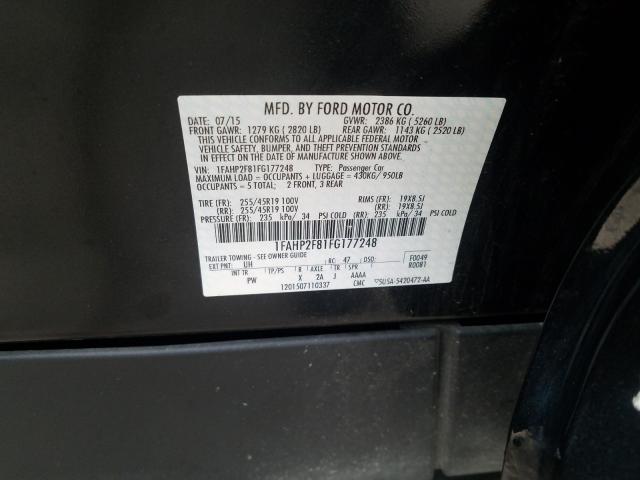 MFD. BY FORD MOTOR CO.
DATE: 07/15 GVWR: 2386 KG ( 5260 LB)
FRONT GAWR: 1279 KG ( 2820 LB) REAR GAWR: 1143 KG ( 2520 LB)
THIS VEHICLE CONFORMS TO ALL APPLICABLE FEDERAL MOTOR
VEHICLE SAFETY, BUMPER, AND THEFT PREVENTION STANDARDS IN
EFFECT ON THE DATE OF MANUFACTURE SHOWN ABOVE.
VIN: 1FAHP2F81FG177248 TYPE: Passenger Car
MAXIMUM LOAD = OCCUPANTS + LUGGAGE = 430KG/ 950LB
OCCUPANTS = 5 TOTAL: 2 FRONT, 3 REAR
TIRE (FR): 255/45R19 100V RIMS (FR): 19X8.5J
(RR): 255/45R19 100V (RR): 19X8.5J
PRESSURE (FR): 235 kPa/ 34 PSI COLD (RR): 235 kPa/ 34 PSI COLD
1FAHP2F81FG177248
TRAILER TOWING - SEE OWNER GUIDE
EXT PNT: UH RC: 47 DSO: F0049
INT TR TP/PS R AXLE TR SPR R0081
PW X 2A J AAAA
1201507110337 CMC 5U5A-5420472-AA